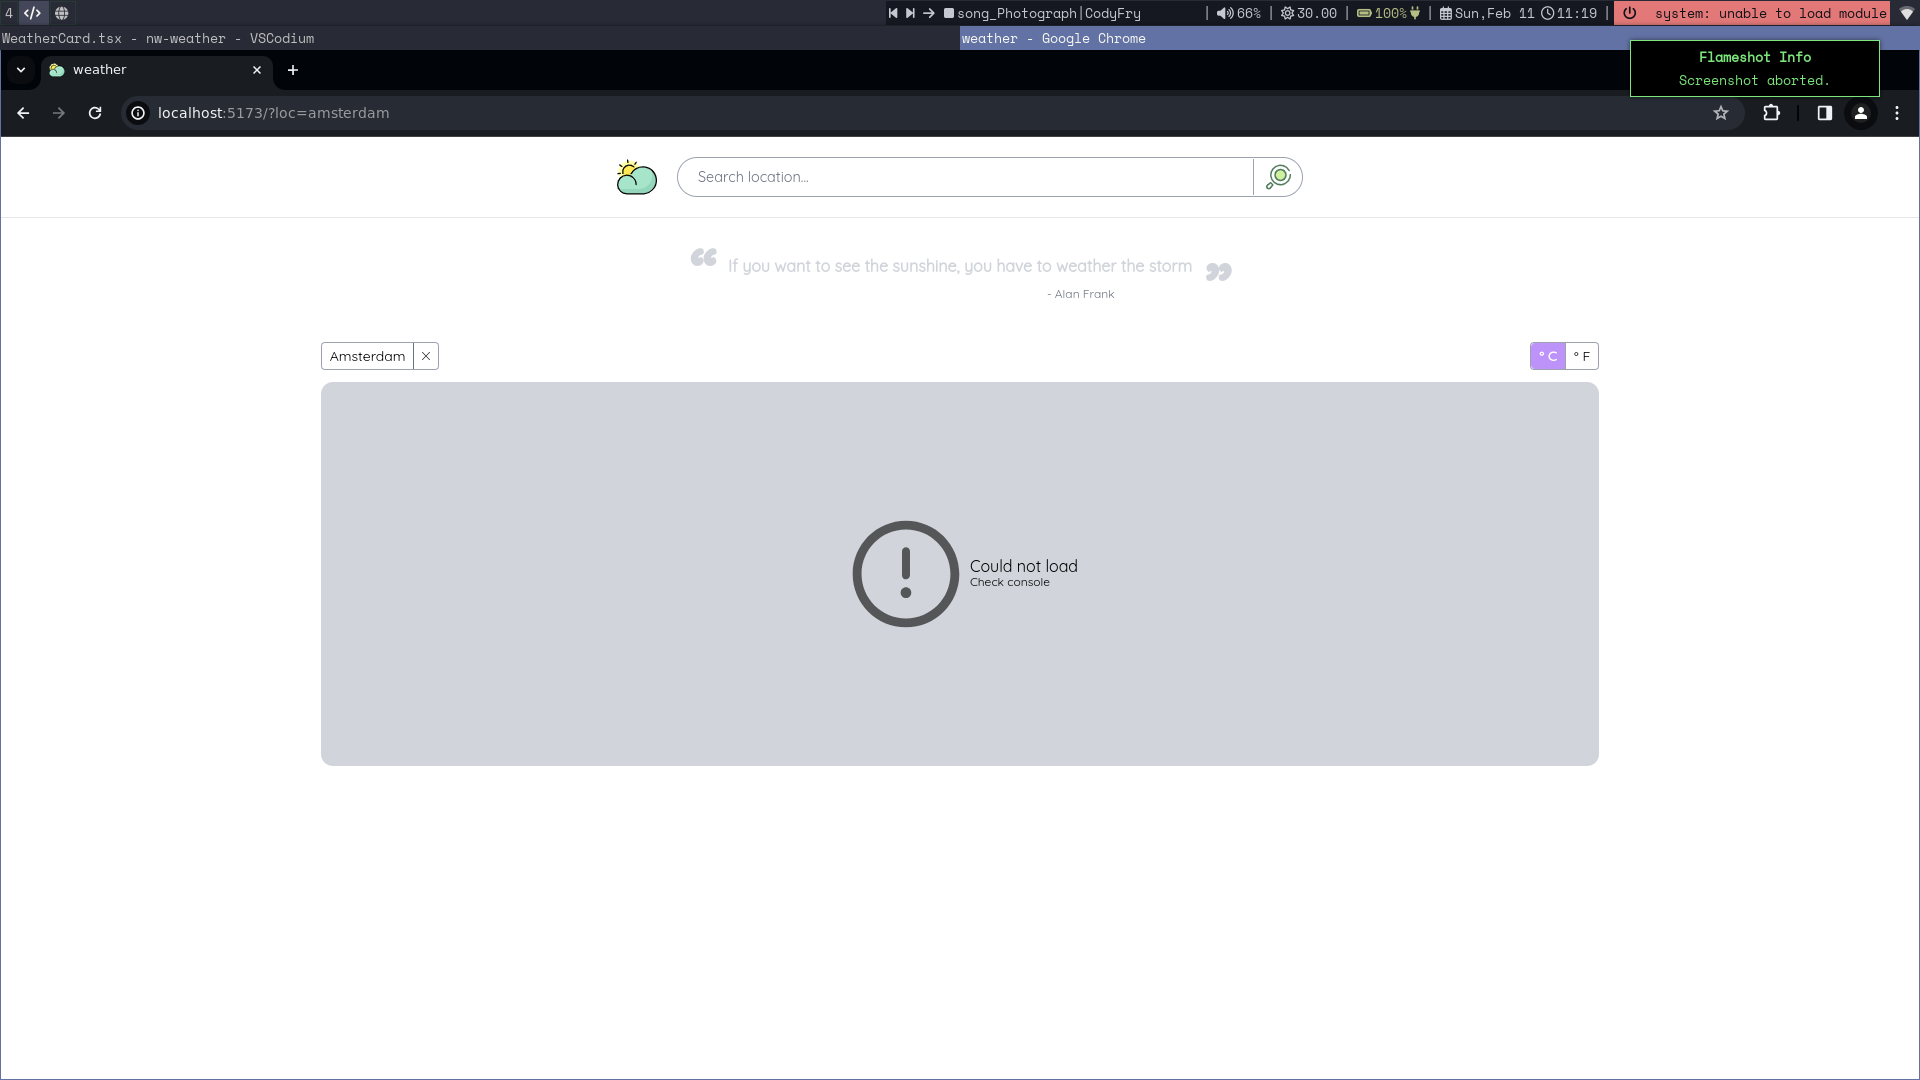 4
song_Photograph|CodyFry | 66% | 30.00 | 100% | Sun,Feb 11 11:19 | system: unable to load module
WeatherCard.tsx - nw-weather - VSCodium
weather - Google Chrome
Flameshot Info
Screenshot aborted.
weather
localhost:5173/?loc=amsterdam
Search location...
“ If you want to see the sunshine, you have to weather the storm ”
- Alan Frank
Amsterdam
° C ° F
Could not load
Check console